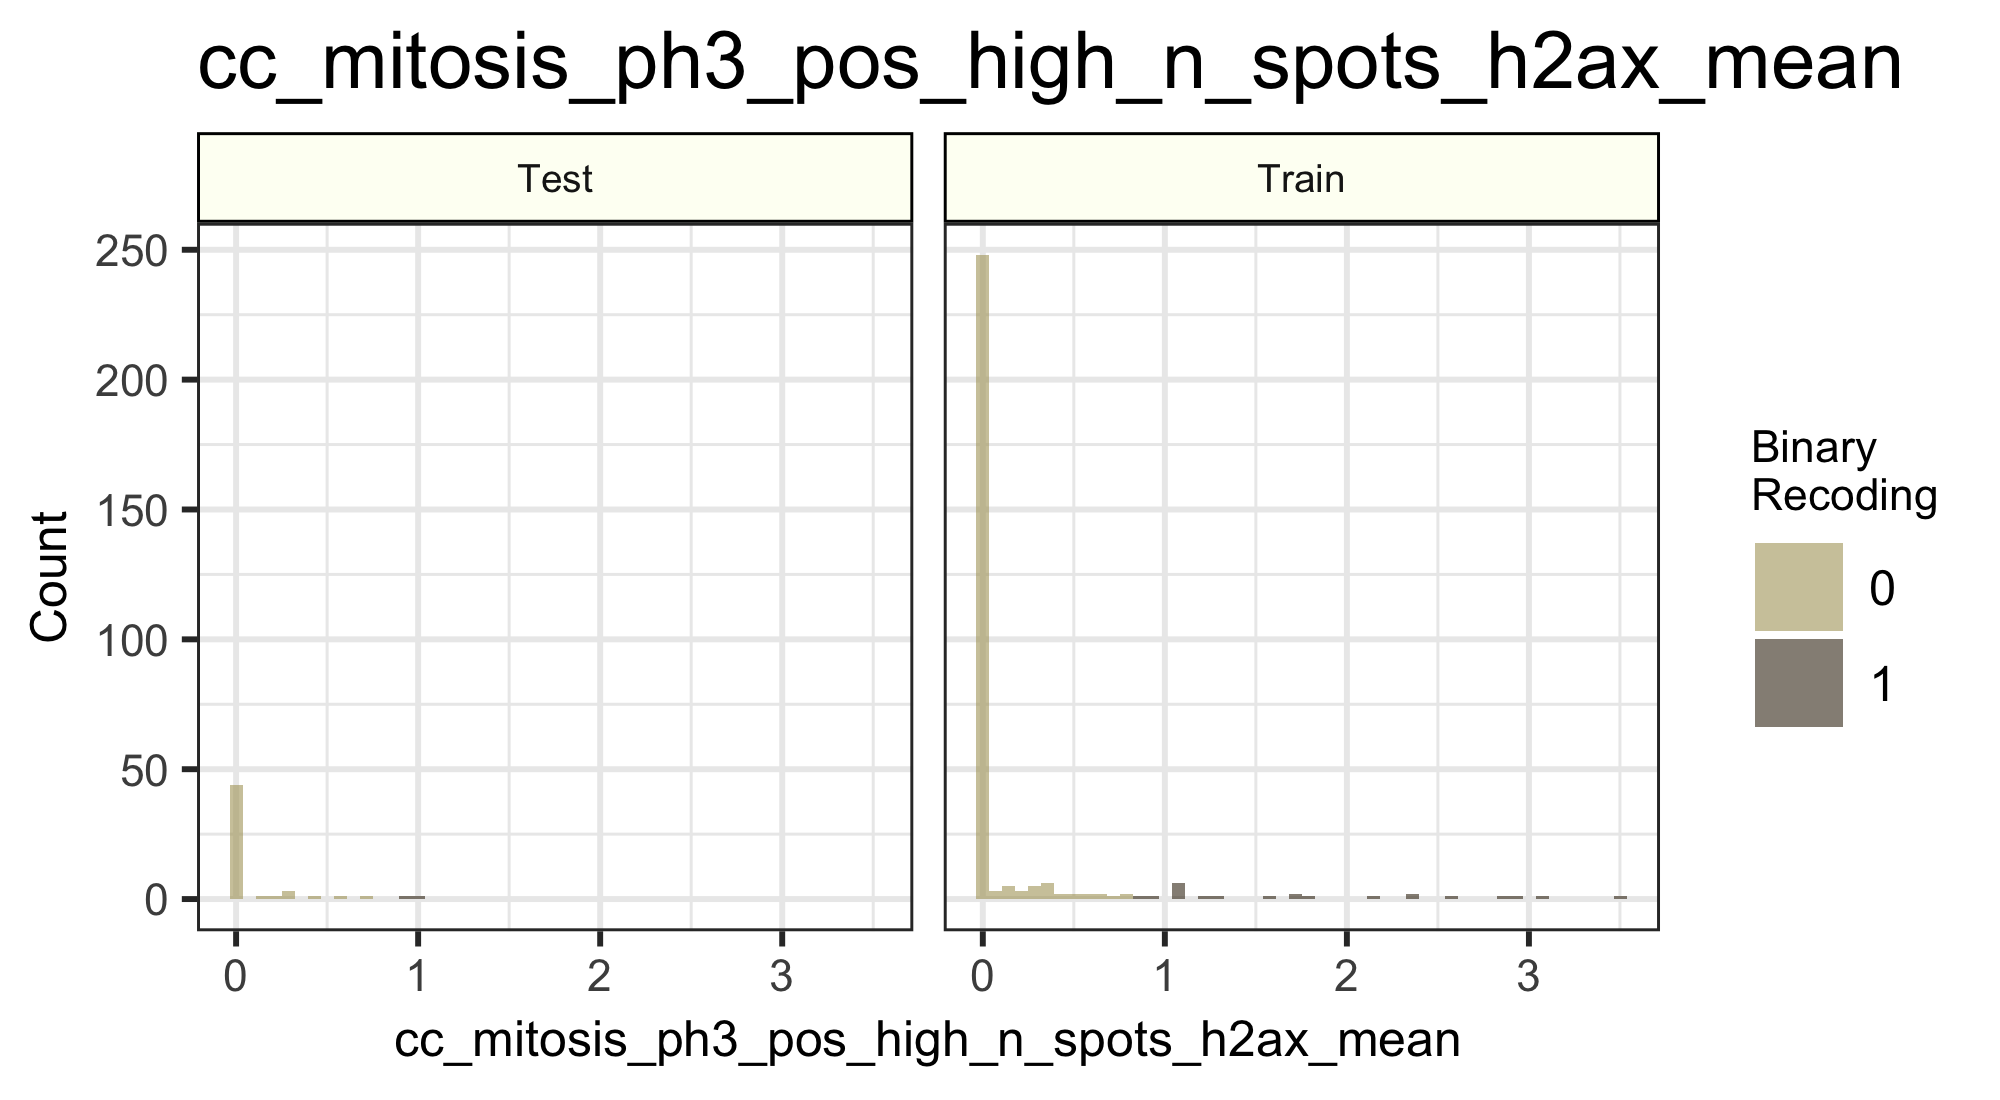 cc_mitosis_ph3_pos_high_n_spots_h2ax_mean
Test
Train
250
200
150
100
50
0
Count
0
1
2
3
0
1
2
3
cc_mitosis_ph3_pos_high_n_spots_h2ax_mean
Binary
Recoding
0
1